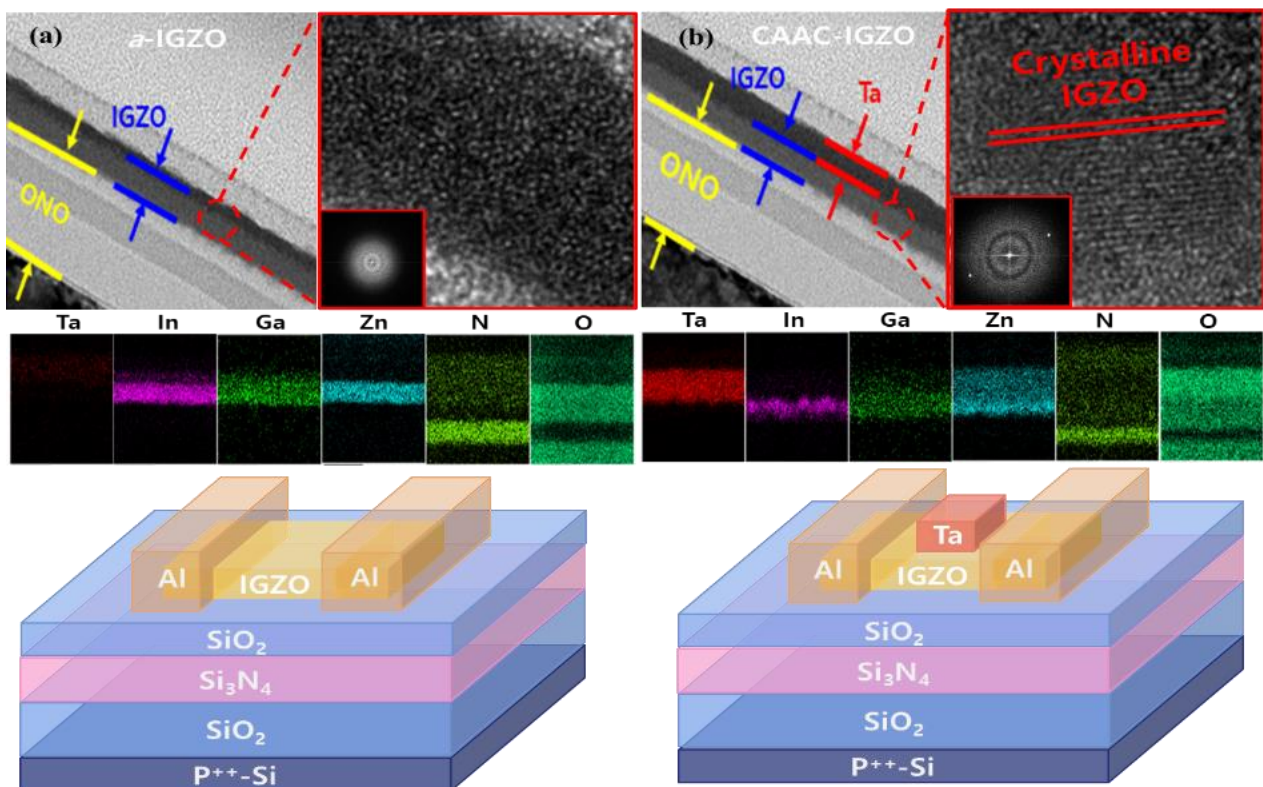 (a)
a-IGZO
IGZO
ONO
Ta In Ga Zn N O
Al
IGZO
Al
SiO₂
Si₃N₄
SiO₂
P⁺⁺-Si
(b)
CAAC-IGZO
IGZO
Ta
ONO
Crystalline
IGZO
Ta In Ga Zn N O
Ta
Al
IGZO
Al
SiO₂
Si₃N₄
SiO₂
P⁺⁺-Si